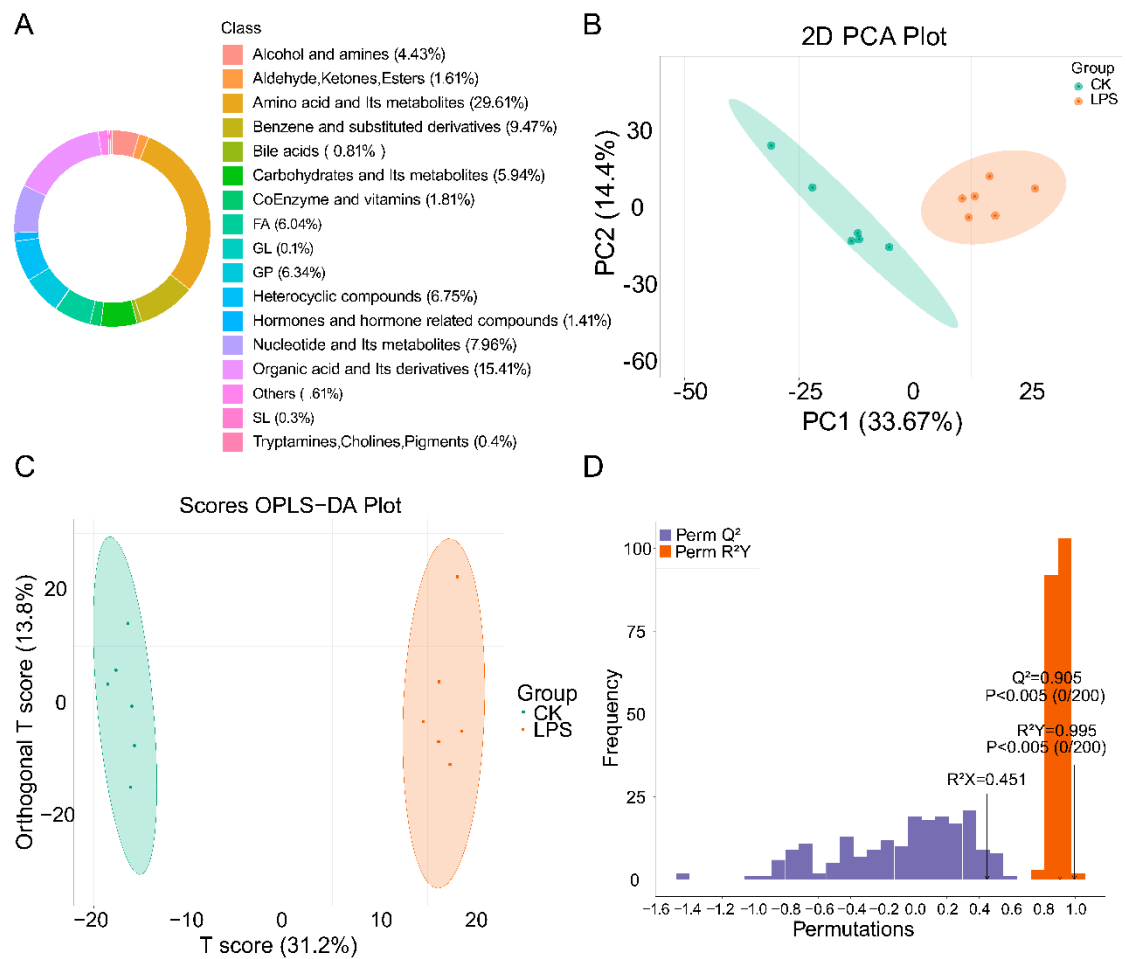 A
Class
Alcohol and amines (4.43%)
Aldehyde,Ketones,Esters (1.61%)
Amino acid and Its metabolites (29.61%)
Benzene and substituted derivatives (9.47%)
Bile acids ( 0.81% )
Carbohydrates and Its metabolites (5.94%)
CoEnzyme and vitamins (1.81%)
FA (6.04%)
GL (0.1%)
GP (6.34%)
Heterocyclic compounds (6.75%)
Hormones and hormone related compounds (1.41%)
Nucleotide and Its metabolites (7.96%)
Organic acid and Its derivatives (15.41%)
Others ( .61%)
SL (0.3%)
Tryptamines,Cholines,Pigments (0.4%)
B
2D PCA Plot
Group
CK
LPS
PC2 (14.4%)
30
0
-30
-60
-50
-25
0
25
PC1 (33.67%)
C
Scores OPLS−DA Plot
Orthogonal T score (13.8%)
20
0
−20
−20
−10
0
10
20
T score (31.2%)
Group
CK
LPS
D
Perm Q²
Perm R²Y
Frequency
100
75
50
25
0
Q²=0.905
P<0.005 (0/200)
R²Y=0.995
P<0.005 (0/200)
R²X=0.451
−1.6 −1.4 −1.2 −1.0 −0.8 −0.6 −0.4 −0.2 0.0 0.2 0.4 0.6 0.8 1.0
Permutations